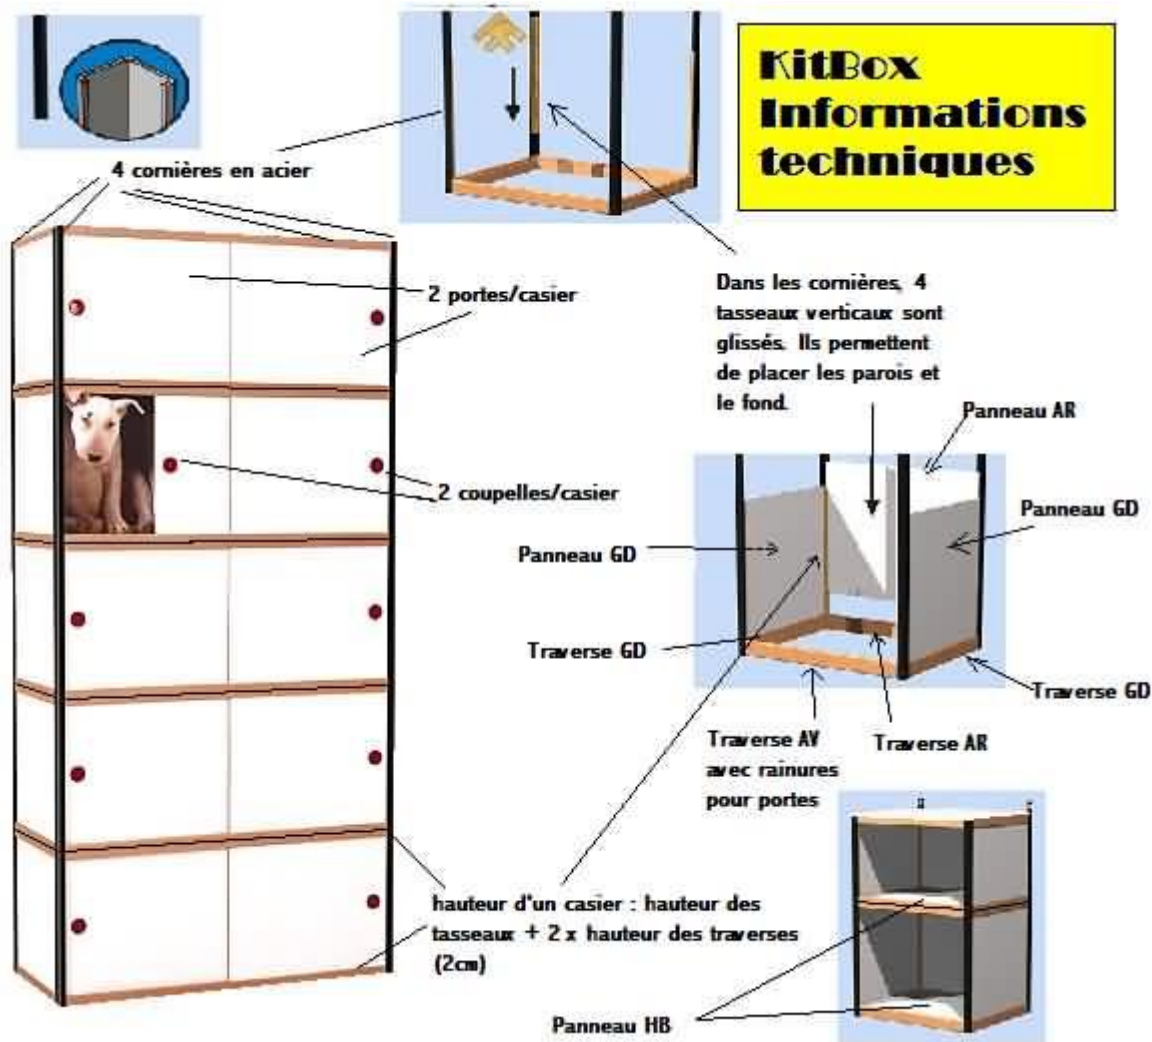 KitBox
Informations
techniques
4 cornières en acier
2 portes/casier
Dans les cornières, 4
tasseaux verticaux sont
glissés. Ils permettent
de placer les parois et
le fond.
Panneau AR
2 coupelles/casier
Panneau GD
Panneau GD
Traverse GD
Traverse GD
Traverse AV
avec rainures
pour portes
Traverse AR
hauteur d'un casier : hauteur des
tasseaux + 2 x hauteur des traverses
(2cm)
Panneau HB